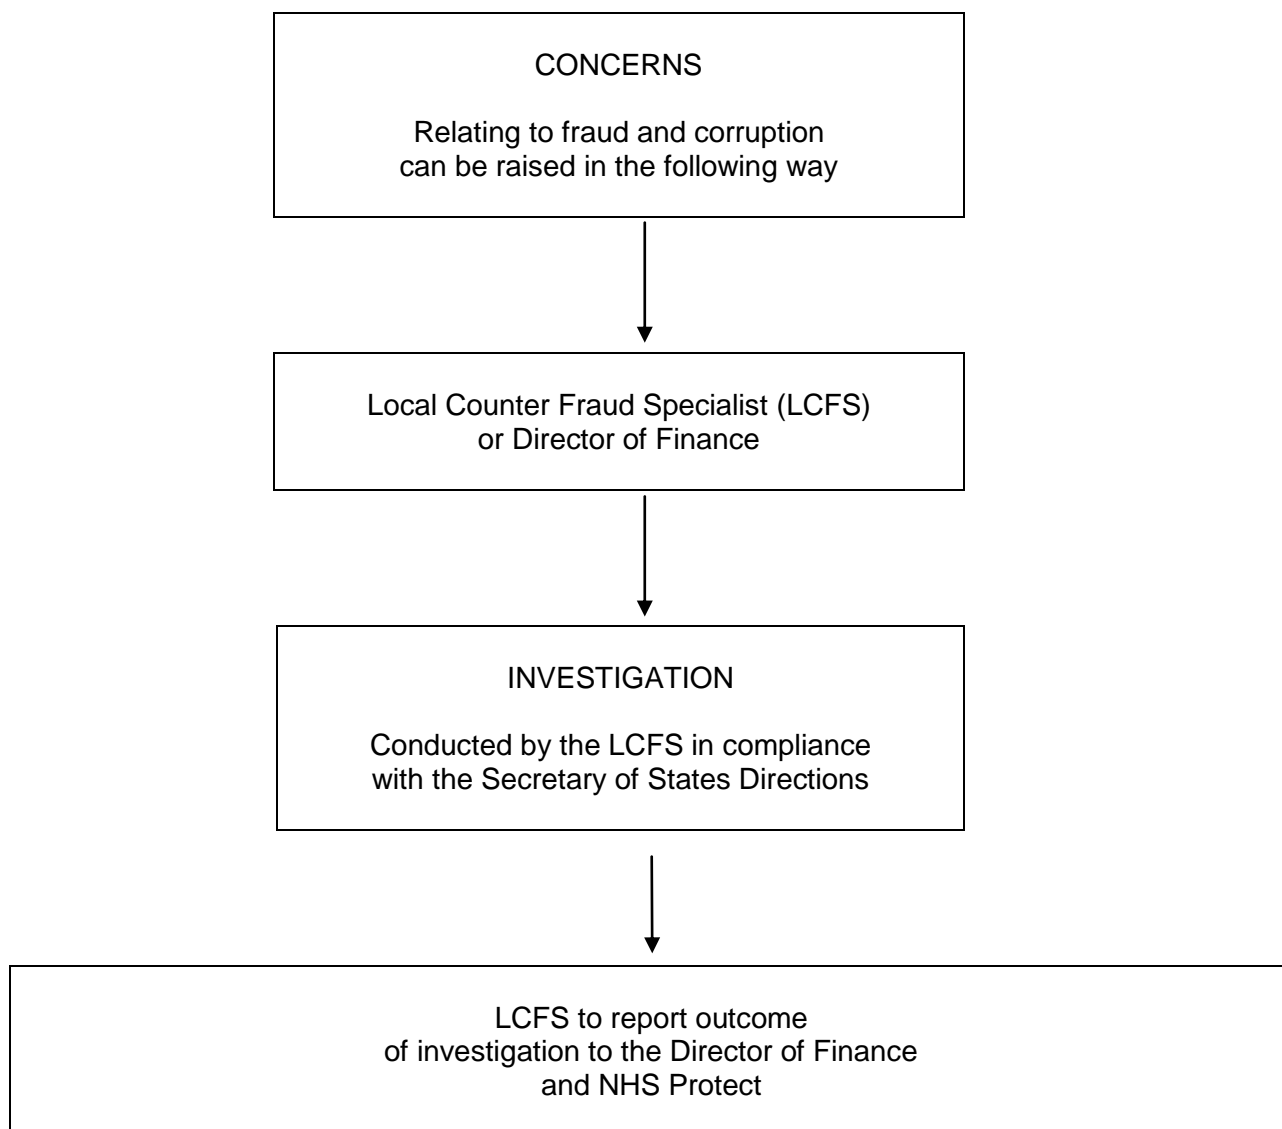 CONCERNS
Relating to fraud and corruption
can be raised in the following way
Local Counter Fraud Specialist (LCFS)
or Director of Finance
INVESTIGATION
Conducted by the LCFS in compliance
with the Secretary of States Directions
LCFS to report outcome
of investigation to the Director of Finance
and NHS Protect